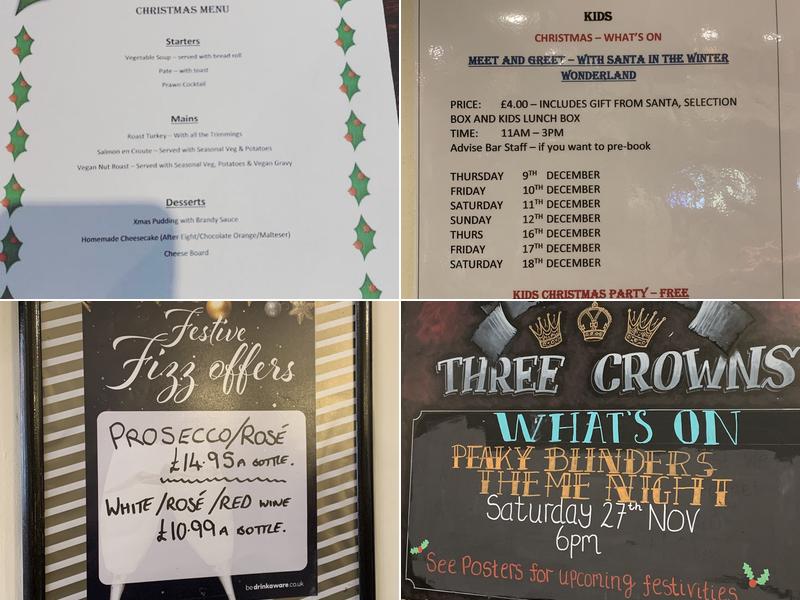 CHRISTMAS MENU
Starters
Vegetable Soup – served with bread roll
Pate – with toast
Prawn Cocktail
Mains
Roast Turkey – With all the Trimmings
Salmon en Croute – Served with Seasonal Veg & Potatoes
Vegan Nut Roast – Served with Seasonal Veg, Potatoes & Vegan Gravy
Desserts
Xmas Pudding with Brandy Sauce
Homemade Cheesecake (After Eight/Chocolate Orange/Malteser)
Cheese Board
KIDS
CHRISTMAS – WHAT'S ON
MEET AND GREET – WITH SANTA IN THE WINTER
WONDERLAND
PRICE: £4.00 – INCLUDES GIFT FROM SANTA, SELECTION
BOX AND KIDS LUNCH BOX
TIME: 11AM – 3PM
Advise Bar Staff – if you want to pre-book
THURSDAY 9TH DECEMBER
FRIDAY 10TH DECEMBER
SATURDAY 11TH DECEMBER
SUNDAY 12TH DECEMBER
THURS 16TH DECEMBER
FRIDAY 17TH DECEMBER
SATURDAY 18TH DECEMBER
KIDS CHRISTMAS PARTY – FREE
Festive
Fizz offers
PROSECCO/ROSÉ
£14.95 A BOTTLE.
WHITE/ROSÉ/RED WINE
£10.99 A BOTTLE.
bedrinkaware.co.uk
THREE CROWNS
WHAT'S ON
PEAKY BLINDERS
THEME NIGHT
Saturday 27th NOV
6pm
See Posters for upcoming festivities